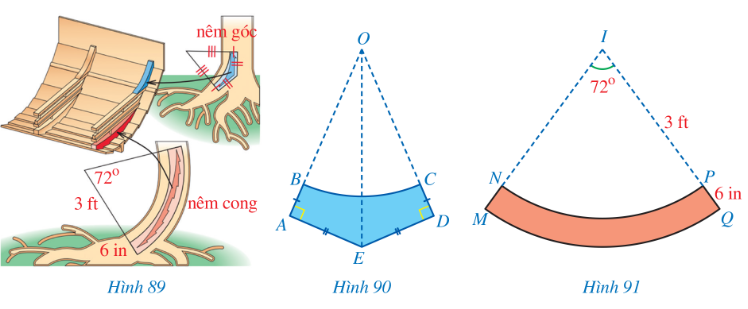 nêm góc
72°
3 ft
nêm cong
6 in
Hình 89
O
B
C
A
D
E
Hình 90
I
72°
3 ft
N
P
6 in
M
Q
Hình 91